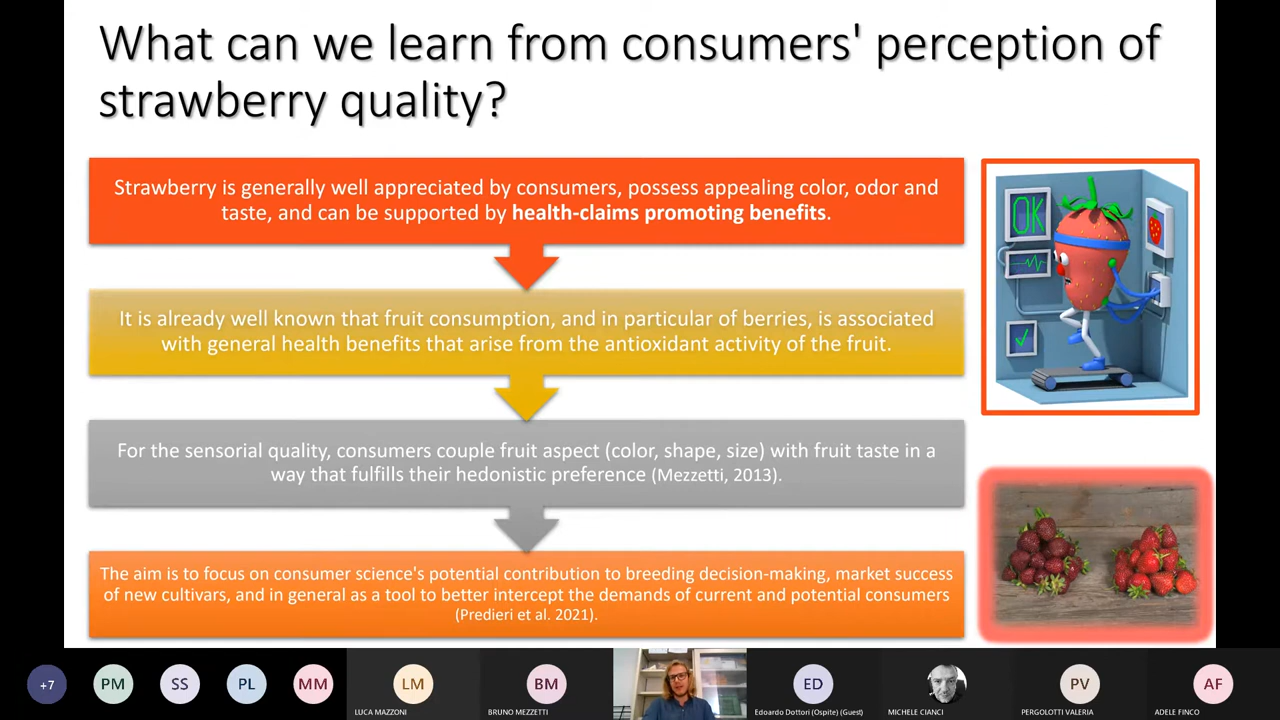 What can we learn from consumers' perception of
strawberry quality?
Strawberry is generally well appreciated by consumers, possess appealing color, odor and
taste, and can be supported by health-claims promoting benefits.
It is already well known that fruit consumption, and in particular of berries, is associated
with general health benefits that arise from the antioxidant activity of the fruit.
For the sensorial quality, consumers couple fruit aspect (color, shape, size) with fruit taste in a
way that fulfills their hedonistic preference (Mezzetti, 2013).
The aim is to focus on consumer science's potential contribution to breeding decision-making, market success
of new cultivars, and in general as a tool to better intercept the demands of current and potential consumers
(Predieri et al. 2021).
OK
+7
PM
SS
PL
MM
LM
BM
ED
PV
AF
LUCA MAZZONI
BRUNO MEZZETTI
Edoardo Dottori (Ospite) (Guest)
MICHELE CIANCI
PERGOLOTTI VALERIA
ADELE FINCO